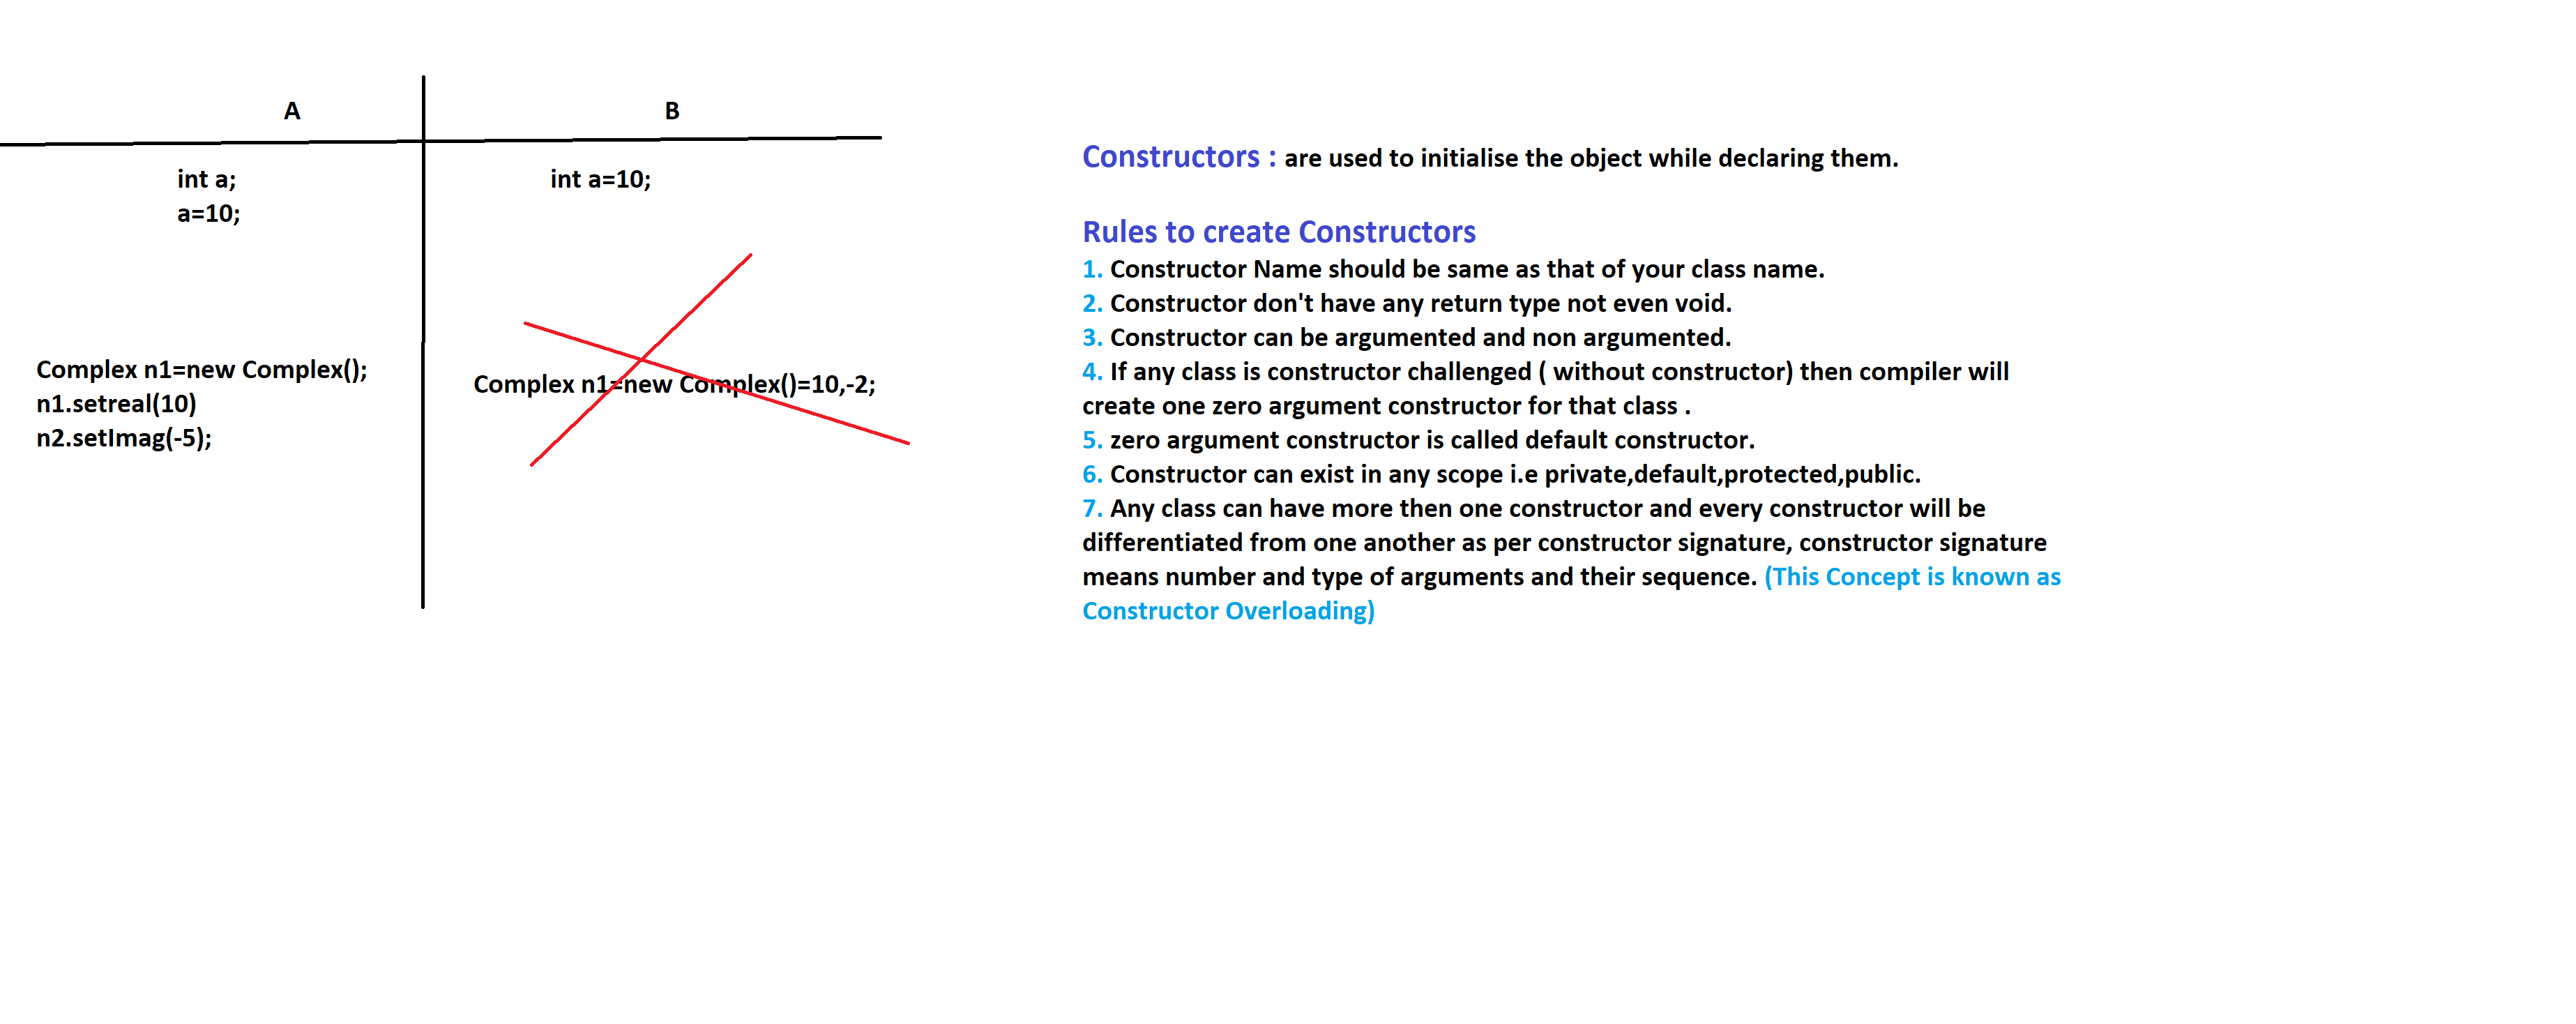 A
B
int a;
a=10;
int a=10;
Complex n1=new Complex();
n1.setreal(10)
n2.setImag(-5);
Complex n1=new Complex()=10,-2;
Constructors : are used to initialise the object while declaring them.
Rules to create Constructors
1. Constructor Name should be same as that of your class name.
2. Constructor don't have any return type not even void.
3. Constructor can be argumented and non argumented.
4. If any class is constructor challenged ( without constructor) then compiler will
create one zero argument constructor for that class .
5. zero argument constructor is called default constructor.
6. Constructor can exist in any scope i.e private,default,protected,public.
7. Any class can have more then one constructor and every constructor will be
differentiated from one another as per constructor signature, constructor signature
means number and type of arguments and their sequence. (This Concept is known as
Constructor Overloading)